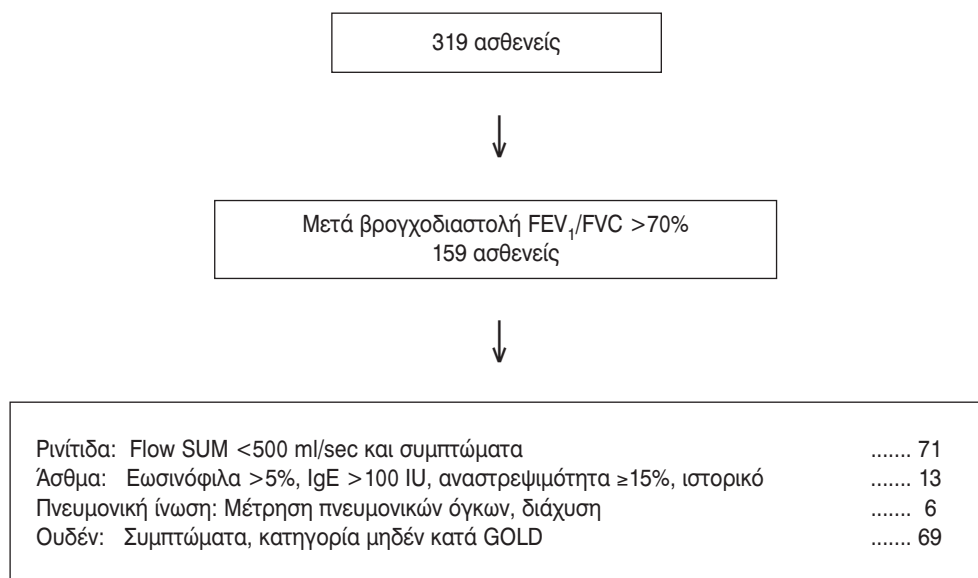 319 ασθενείς
Μετά βρογχοδιαστολή FEV₁/FVC >70%
159 ασθενείς
Ρινίτιδα: Flow SUM <500 ml/sec και συμπτώματα ....... 71
Άσθμα: Εωσινόφιλα >5%, IgE >100 IU, αναστρεψιμότητα ≥15%, ιστορικό ....... 13
Πνευμονική ίνωση: Μέτρηση πνευμονικών όγκων, διάχυση ....... 6
Ουδέν: Συμπτώματα, κατηγορία μηδέν κατά GOLD ....... 69